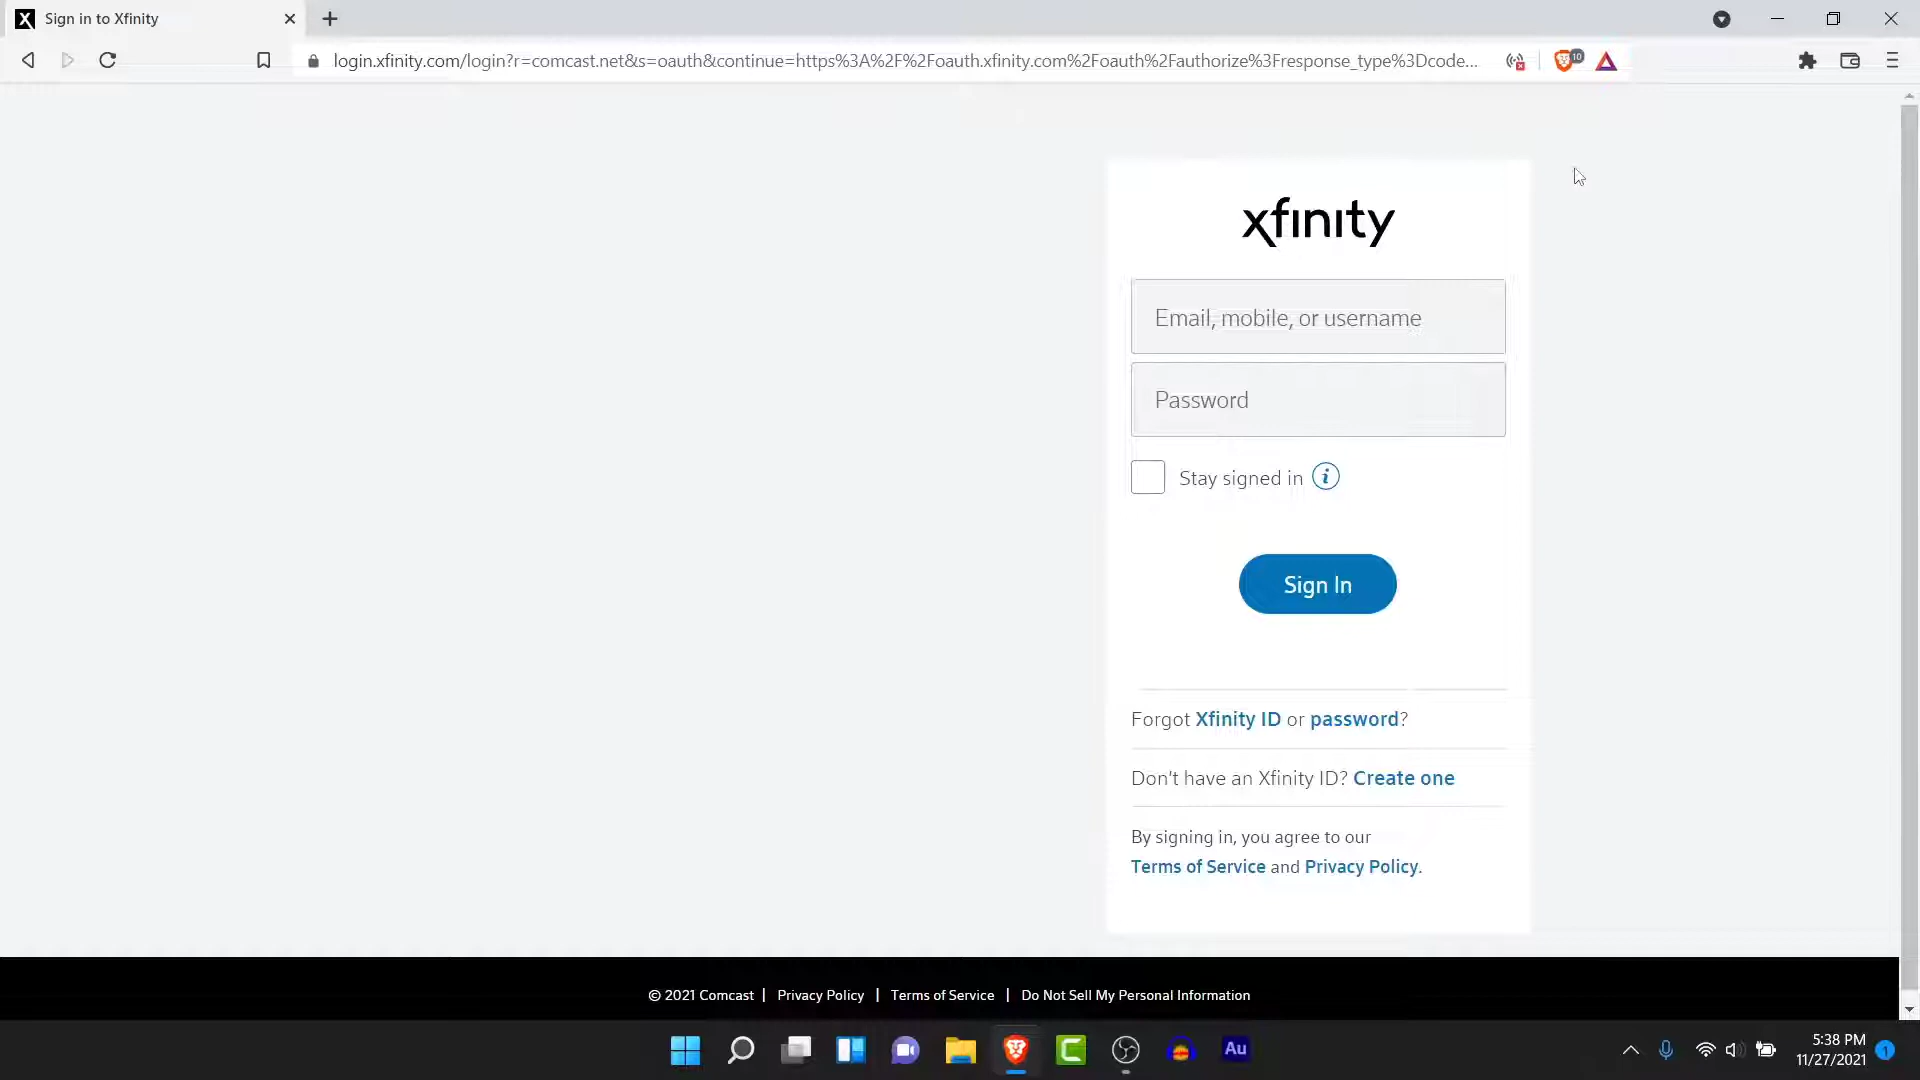 X Sign in to Xfinity
login.xfinity.com/login?r=comcast.net&s=oauth&continue=https%3A%2F%2Foauth.xfinity.com%2Foauth%2Fauthorize%3Fresponse_type%3Dcode...
10
xfinity
Email, mobile, or username
Password
Stay signed in i
Sign In
Forgot Xfinity ID or password?
Don't have an Xfinity ID? Create one
By signing in, you agree to our
Terms of Service and Privacy Policy.
© 2021 Comcast | Privacy Policy | Terms of Service | Do Not Sell My Personal Information
Au
5:38 PM
11/27/2021
1